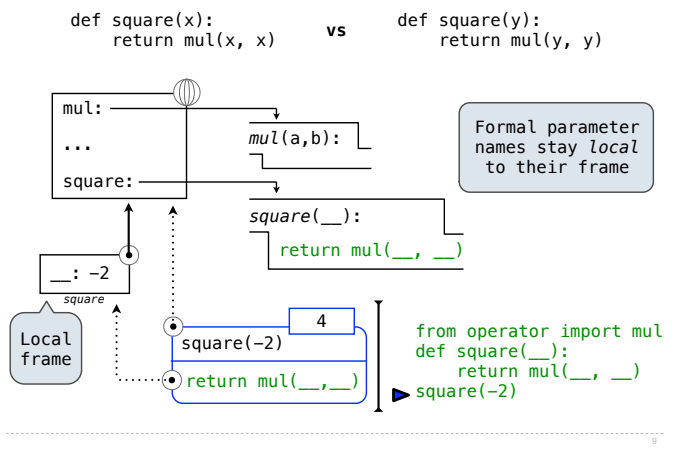 def square(x):
    return mul(x, x)
vs
def square(y):
    return mul(y, y)
mul:
...
square:
mul(a,b):
square(__):
return mul(__, __)
Formal parameter
names stay local
to their frame
__: −2
square
Local
frame
4
square(−2)
return mul(__,__)
from operator import mul
def square(__):
    return mul(__, __)
square(−2)
9